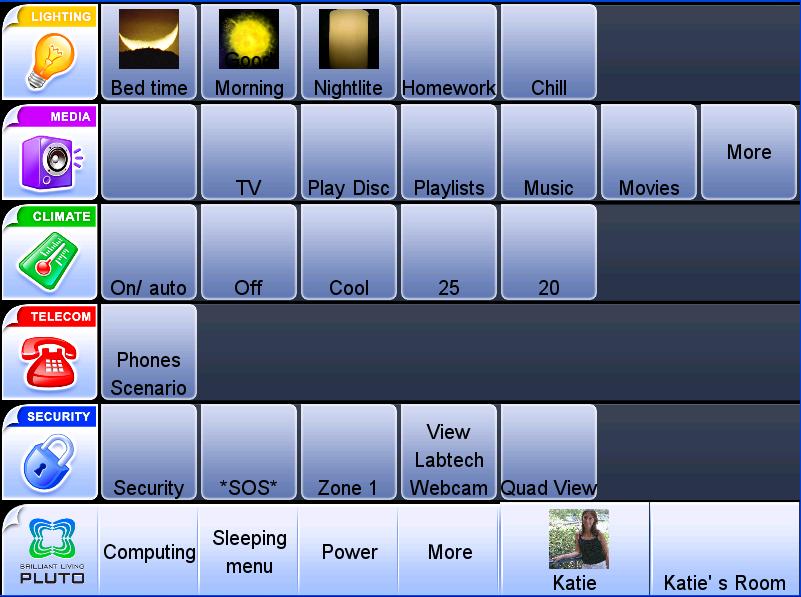 LIGHTING
Good
Bed time
Morning
Nightlite
Homework
Chill
MEDIA
TV
Play Disc
Playlists
Music
Movies
More
CLIMATE
On/ auto
Off
Cool
25
20
TELECOM
Phones
Scenario
SECURITY
Security
*SOS*
Zone 1
View
Labtech
Webcam
Quad View
BRILLIANT LIVING
PLUTO
Computing
Sleeping
menu
Power
More
Katie
Katie' s Room